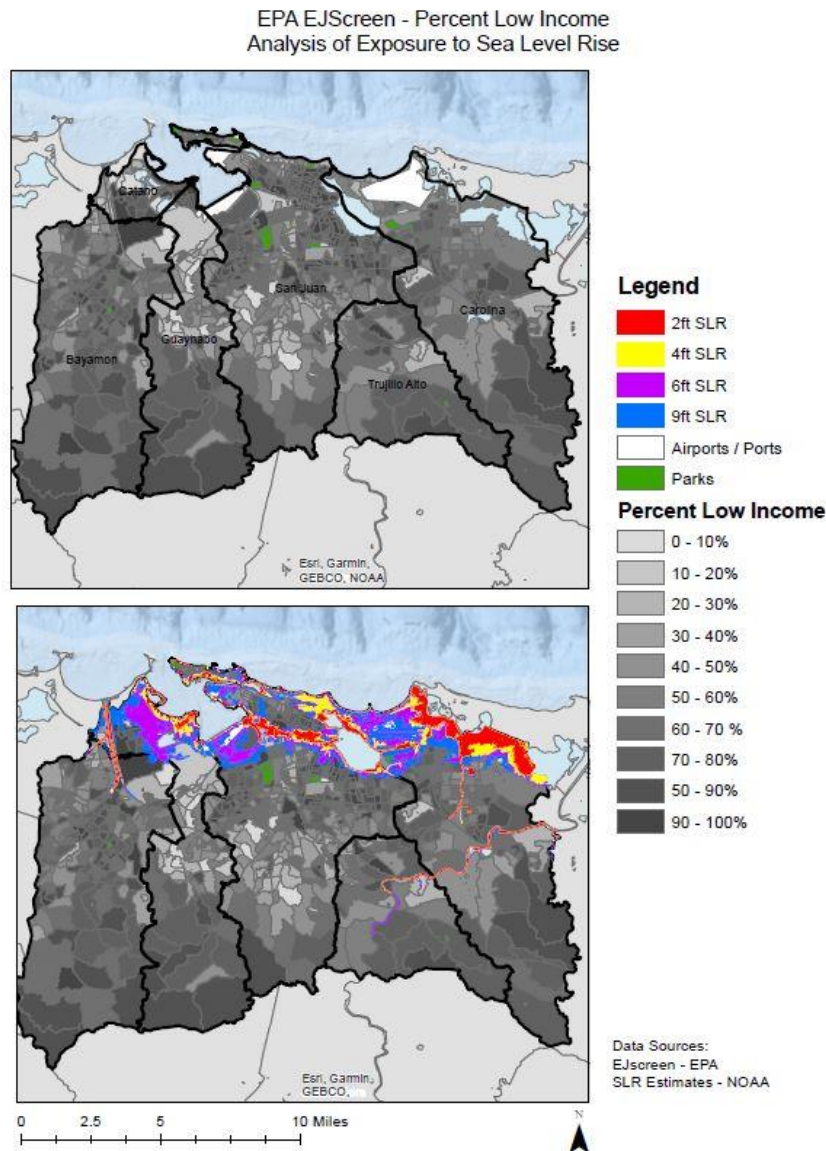 EPA EJScreen - Percent Low Income
Analysis of Exposure to Sea Level Rise
Catano
San Juan
Carolina
Guaynabo
Bayamon
Trujillo Alto
Esri, Garmin,
GEBCO, NOAA
Legend
2ft SLR
4ft SLR
6ft SLR
9ft SLR
Airports / Ports
Parks
Percent Low Income
0 - 10%
10 - 20%
20 - 30%
30 - 40%
40 - 50%
50 - 60%
60 - 70 %
70 - 80%
50 - 90%
90 - 100%
Esri, Garmin,
GEBCO,
Data Sources:
EJscreen - EPA
SLR Estimates - NOAA
0 2.5 5 10 Miles
N